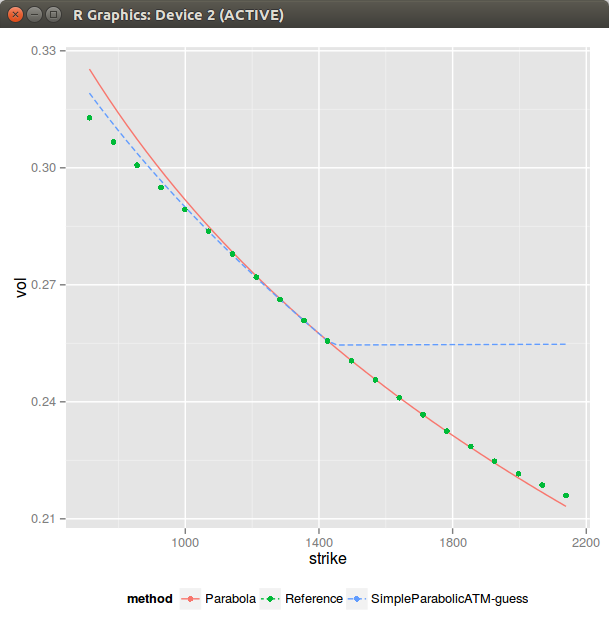 R Graphics: Device 2 (ACTIVE)
0.33
0.30
0.27
0.24
0.21
vol
1000 1400 1800 2200
strike
method Parabola Reference SimpleParabolicATM-guess